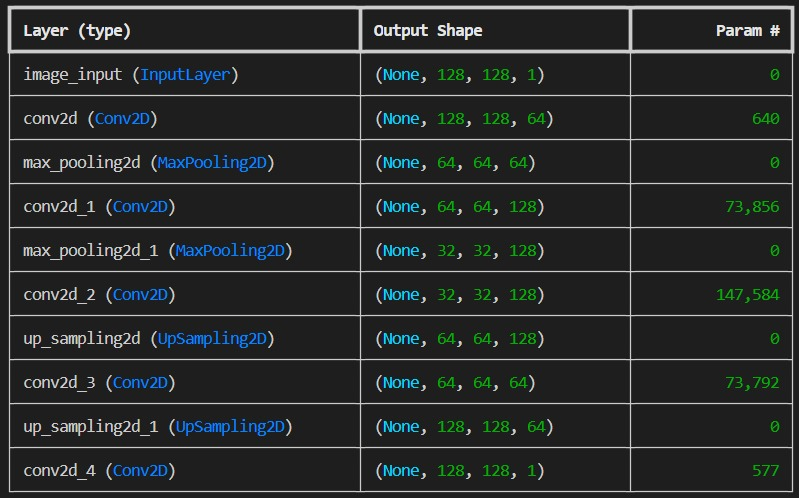 Layer (type) Output Shape Param #
image_input (InputLayer) (None, 128, 128, 1) 0
conv2d (Conv2D) (None, 128, 128, 64) 640
max_pooling2d (MaxPooling2D) (None, 64, 64, 64) 0
conv2d_1 (Conv2D) (None, 64, 64, 128) 73,856
max_pooling2d_1 (MaxPooling2D) (None, 32, 32, 128) 0
conv2d_2 (Conv2D) (None, 32, 32, 128) 147,584
up_sampling2d (UpSampling2D) (None, 64, 64, 128) 0
conv2d_3 (Conv2D) (None, 64, 64, 64) 73,792
up_sampling2d_1 (UpSampling2D) (None, 128, 128, 64) 0
conv2d_4 (Conv2D) (None, 128, 128, 1) 577